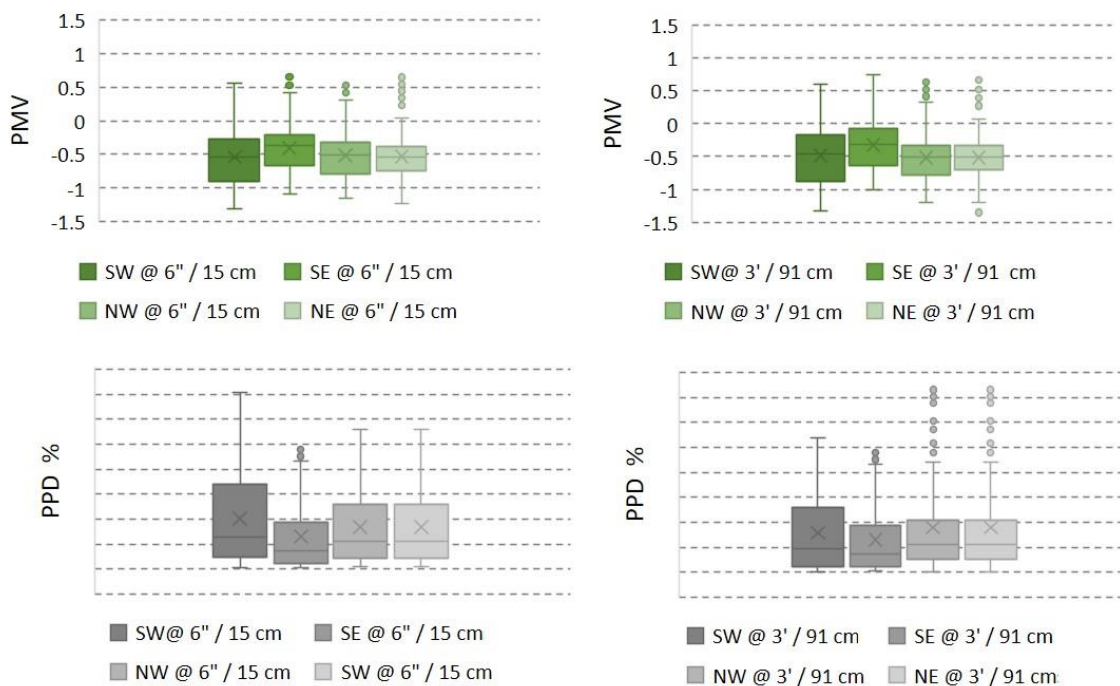 1.5
1
0.5
0
-0.5
-1
-1.5
PMV
SW @ 6" / 15 cm SE @ 6" / 15 cm
NW @ 6" / 15 cm NE @ 6" / 15 cm
1.5
1
0.5
0
-0.5
-1
-1.5
PMV
SW@ 3' / 91 cm SE @ 3' / 91 cm
NW @ 3' / 91 cm NE @ 3' / 91 cm
PPD %
SW@ 6" / 15 cm SE @ 6" / 15 cm
NW @ 6" / 15 cm SW @ 6" / 15 cm
PPD %
SW @ 3' / 91 cm SE @ 3' / 91 cm
NW @ 3' / 91 cm NE @ 3' / 91 cm